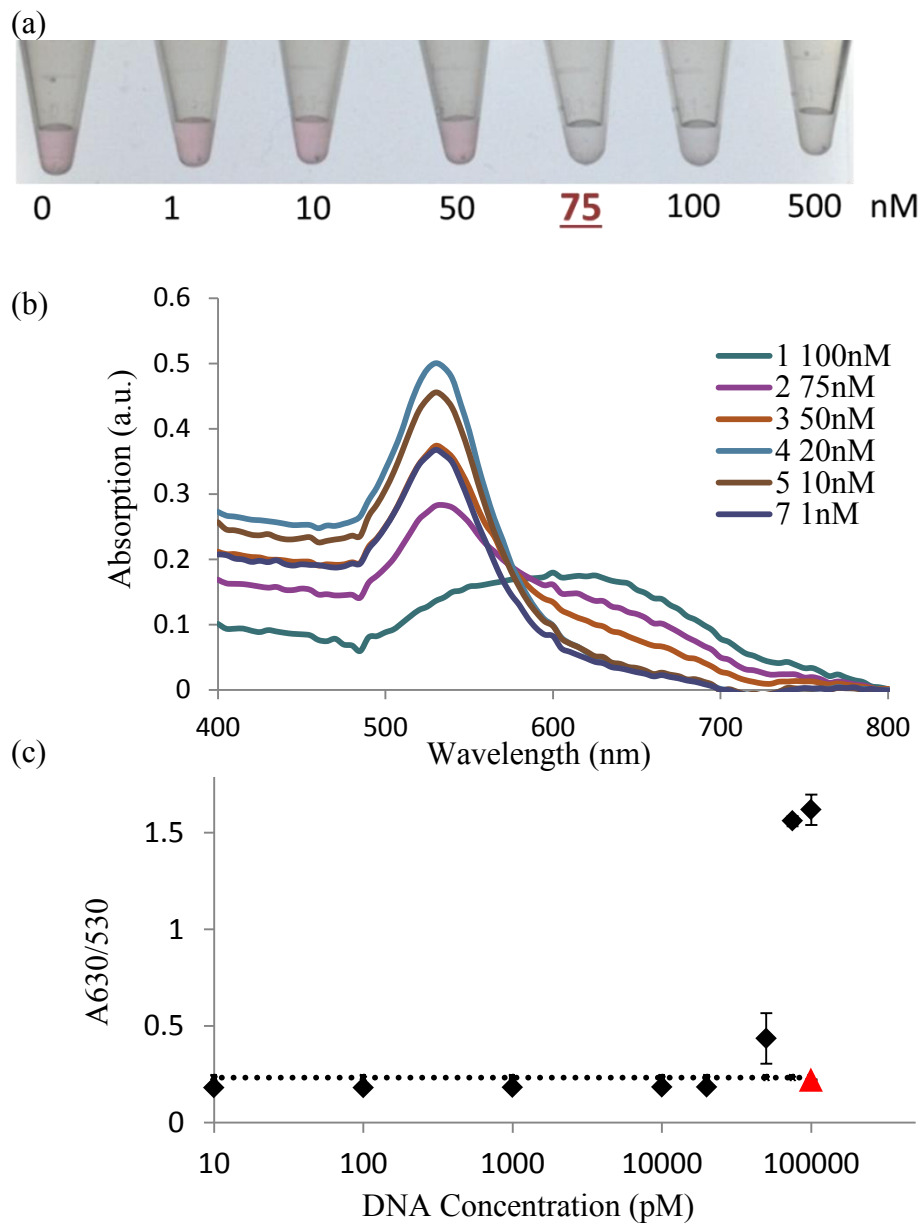 (a)
0 1 10 50 75 100 500 nM
(b)
Absorption (a.u.)
0.6
0.5
0.4
0.3
0.2
0.1
0
400 500 600 700 800
Wavelength (nm)
1 100nM
2 75nM
3 50nM
4 20nM
5 10nM
7 1nM
(c)
A630/530
1.5
1
0.5
0
10 100 1000 10000 100000
DNA Concentration (pM)